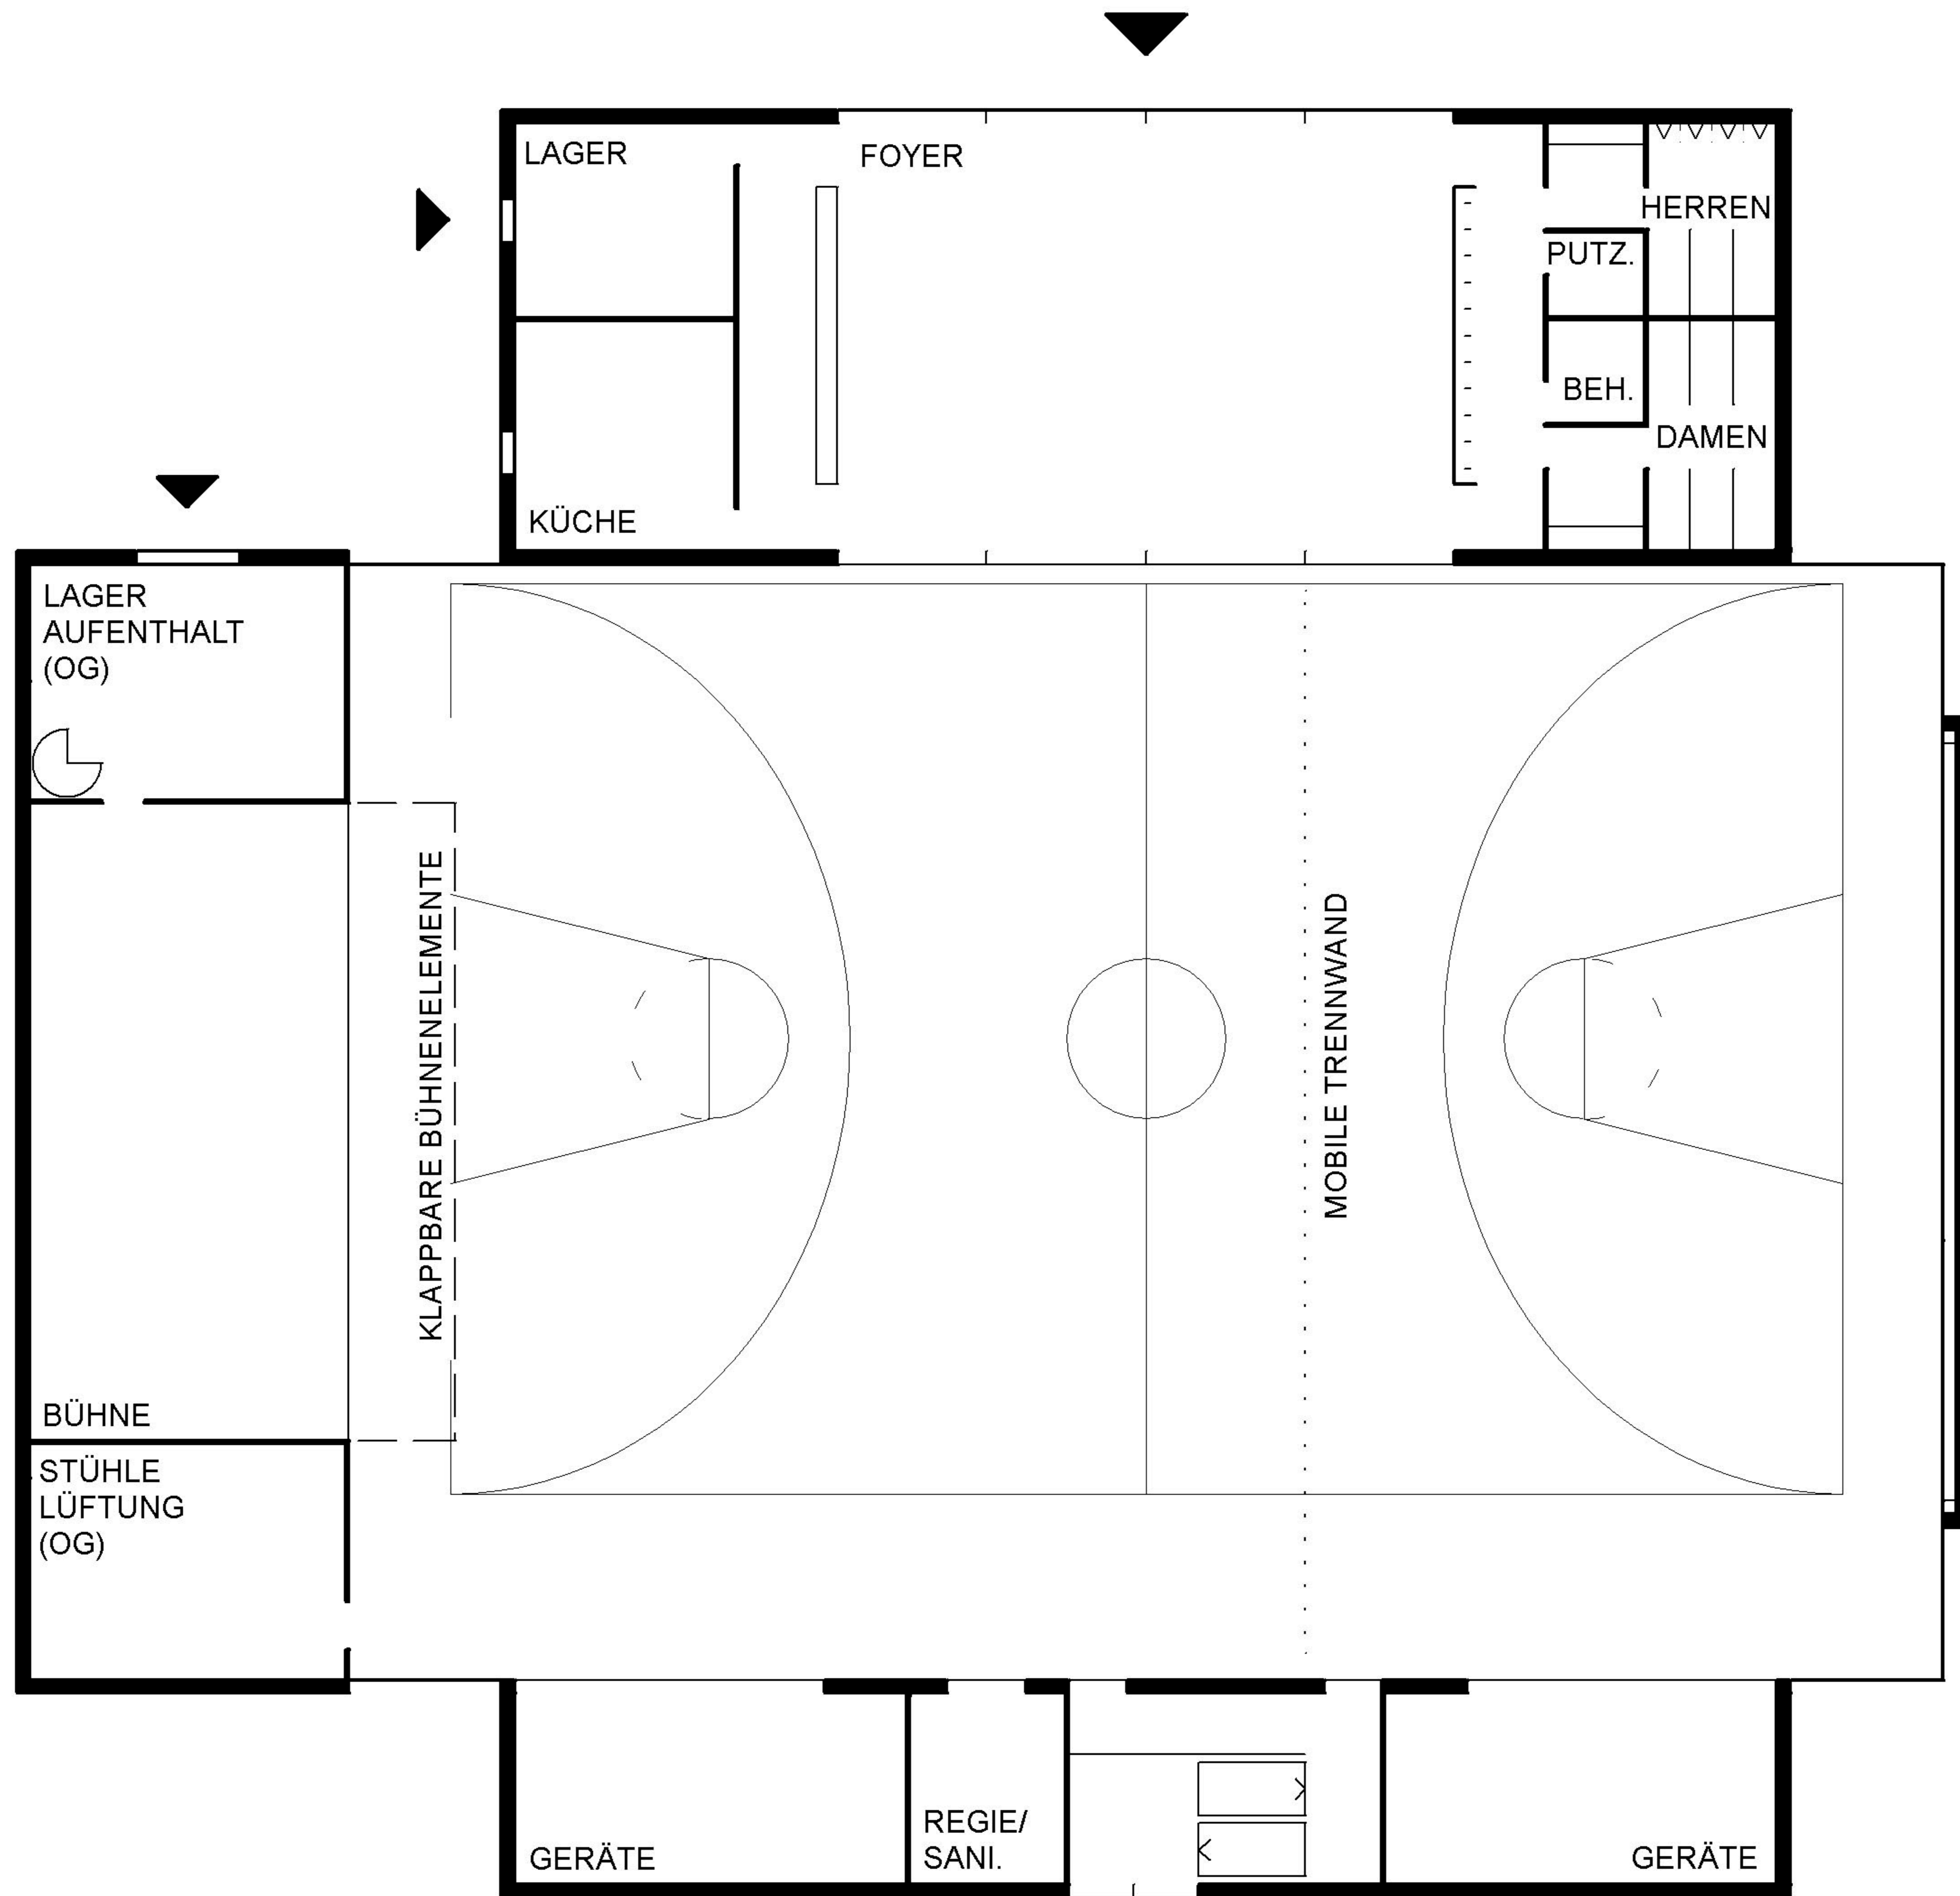 LAGER
FOYER
HERREN
PUTZ.
BEH.
DAMEN
KÜCHE
LAGER
AUFENTHALT
(OG)
KLAPPBARE BÜHNENELEMENTE
MOBILE TRENNWAND
BÜHNE
STÜHLE
LÜFTUNG
(OG)
GERÄTE
REGIE/
SANI.
GERÄTE